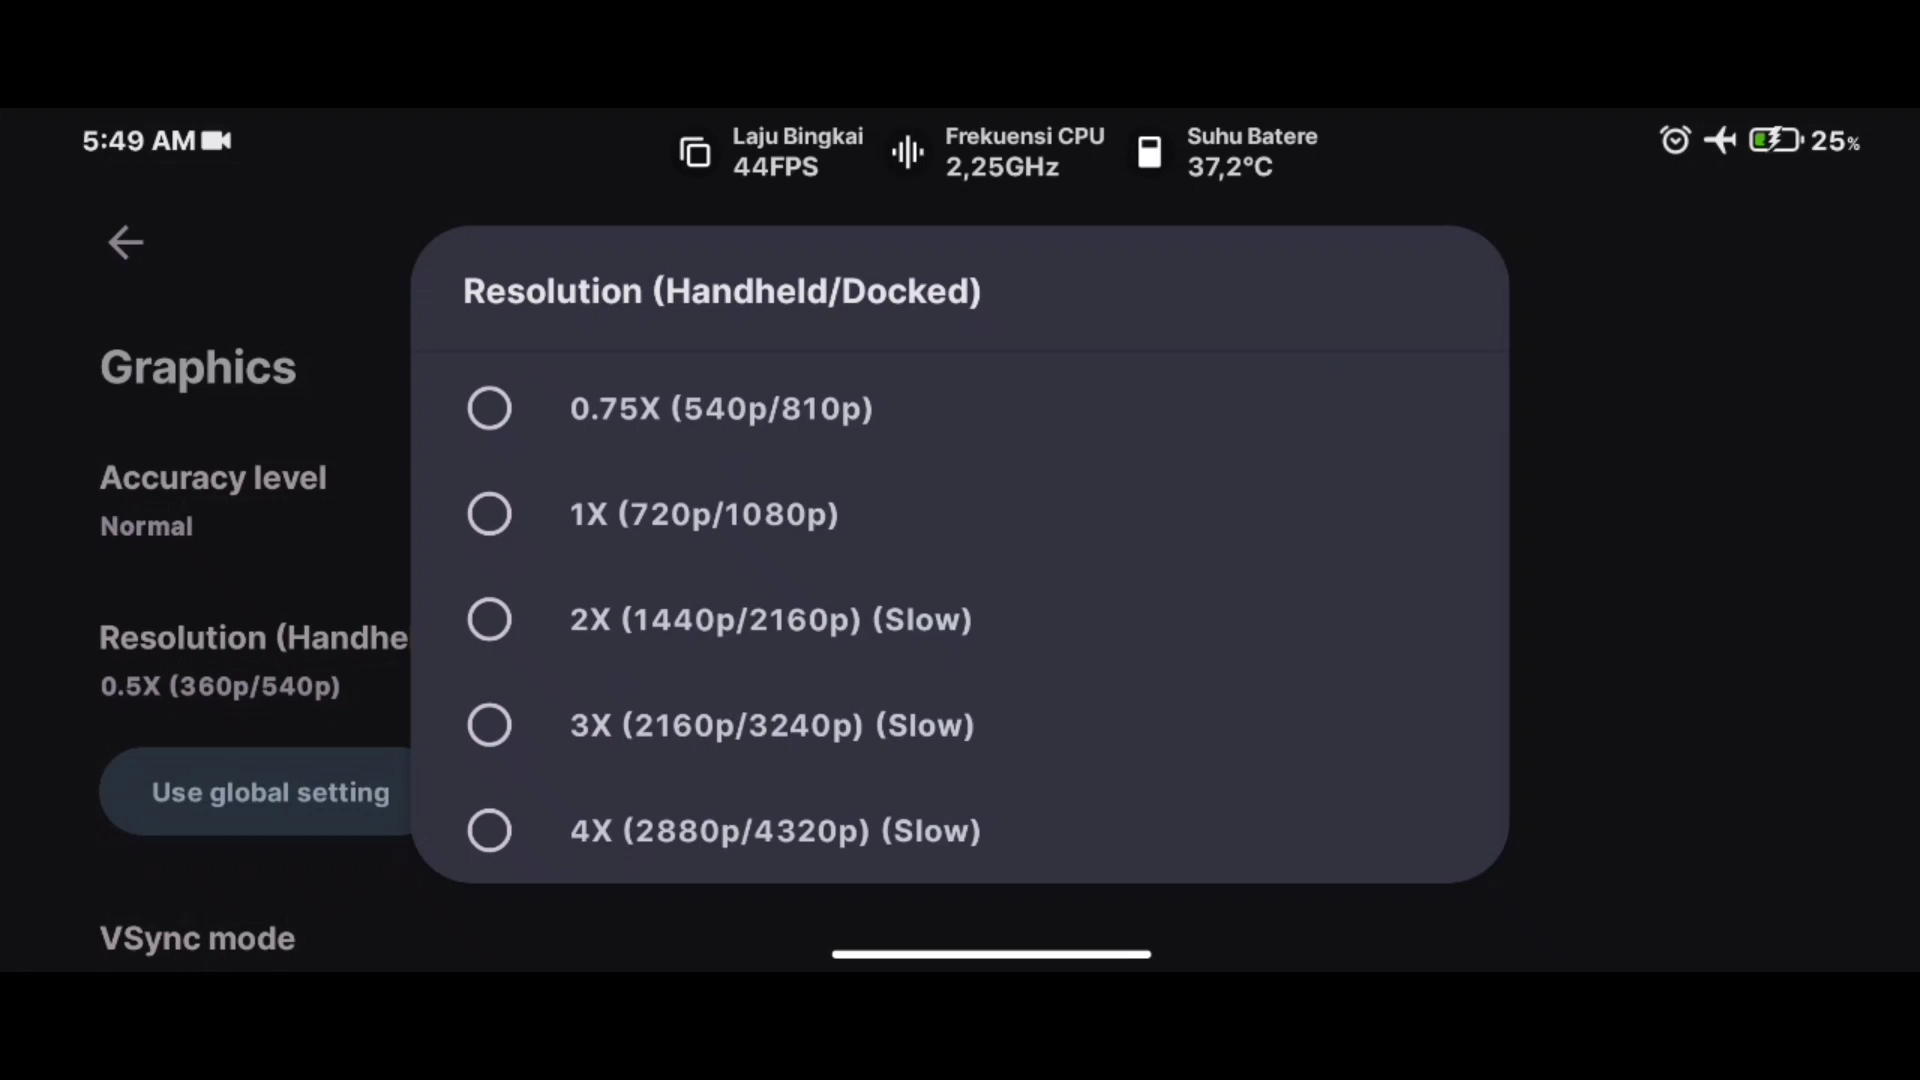 5:49 AM
Laju Bingkai
44FPS
Frekuensi CPU
2,25GHz
Suhu Batere
37,2°C
25%
Resolution (Handheld/Docked)
0.75X (540p/810p)
1X (720p/1080p)
2X (1440p/2160p) (Slow)
3X (2160p/3240p) (Slow)
4X (2880p/4320p) (Slow)
Graphics
Accuracy level
Normal
Resolution (Handhe
0.5X (360p/540p)
Use global setting
VSync mode